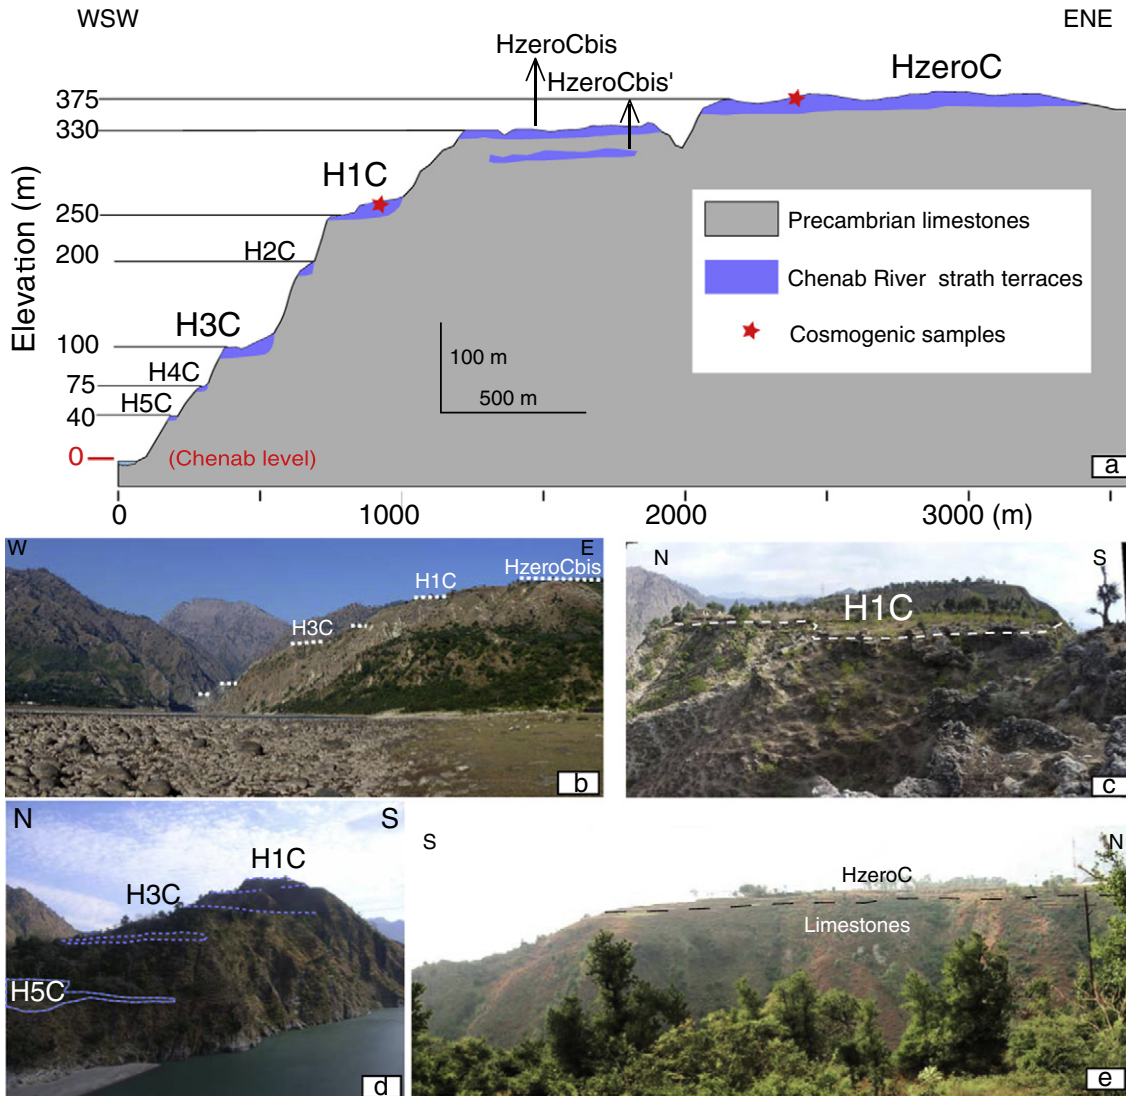 WSW
ENE
HzeroCbis
HzeroCbis'
HzeroC
375
330
H1C
250
H2C
200
H3C
100
H4C
75
H5C
40
0
(Chenab level)
Elevation (m)
Precambrian limestones
Chenab River strath terraces
Cosmogenic samples
100 m
500 m
a
0
1000
2000
3000 (m)
W
E
HzeroCbis
H1C
H3C
b
N
S
H1C
c
N
S
H1C
H3C
H5C
d
S
N
HzeroC
Limestones
e